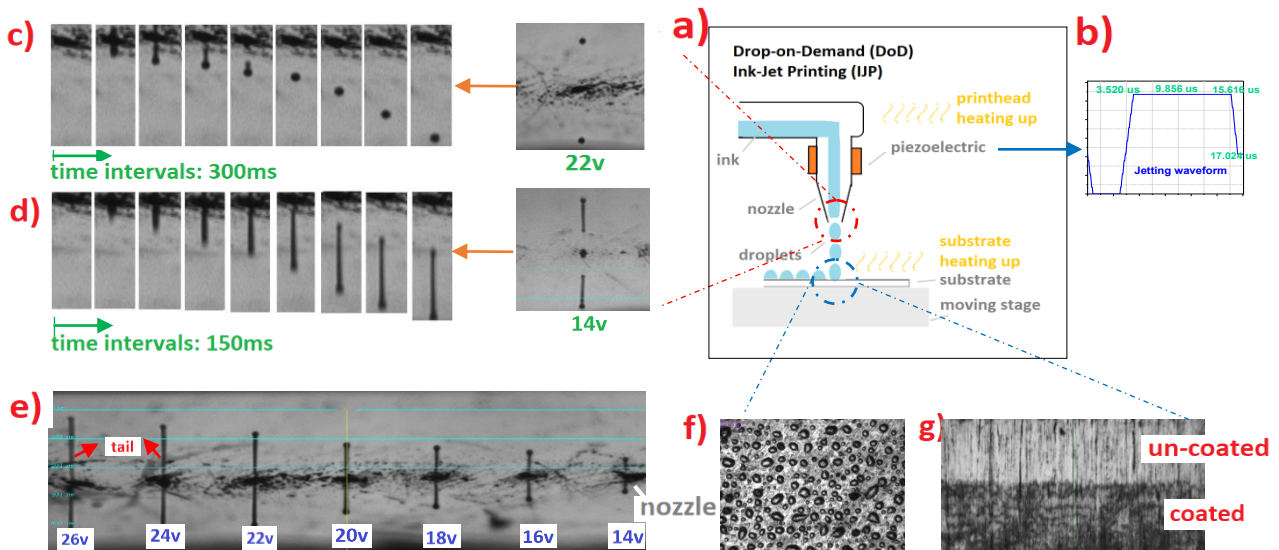 c)
time intervals: 300ms
22v
d)
time intervals: 150ms
14v
a)
Drop-on-Demand (DoD)
Ink-Jet Printing (IJP)
printhead
heating up
ink
piezoelectric
nozzle
droplets
substrate
heating up
substrate
moving stage
b)
3.520 us
9.856 us
15.616 us
17.024 us
Jetting waveform
e)
tail
26v
24v
22v
20v
18v
16v
14v
nozzle
f)
g)
un-coated
coated